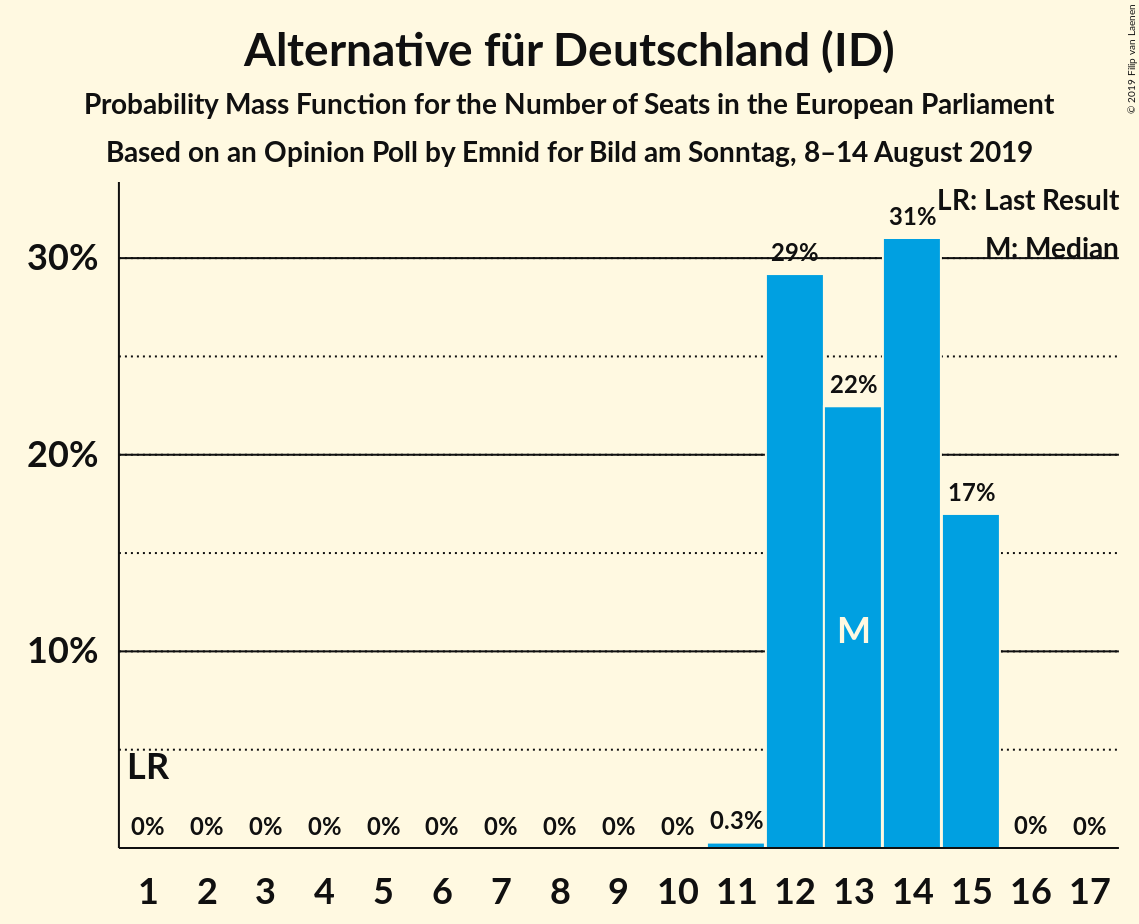 Alternative für Deutschland (ID)
Probability Mass Function for the Number of Seats in the European Parliament
Based on an Opinion Poll by Emnid for Bild am Sonntag, 8–14 August 2019
© 2019 Filip van Laenen
LR: Last Result
M: Median
30%
20%
10%
31%
29%
22%
17%
M
LR
0% 0% 0% 0% 0% 0% 0% 0% 0% 0% 0.3% 0% 0%
1 2 3 4 5 6 7 8 9 10 11 12 13 14 15 16 17